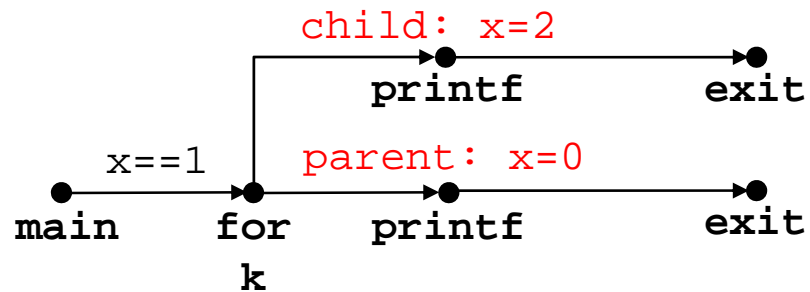 child: x=2
printf exit
x==1 parent: x=0
main for printf exit
k